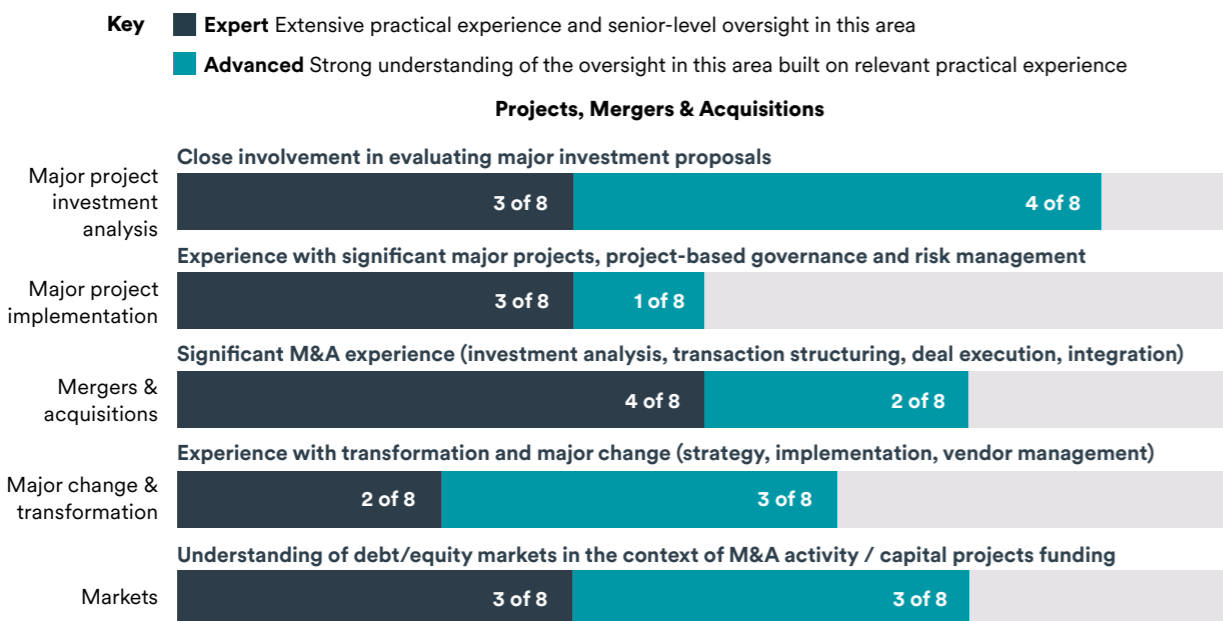 Key
Expert Extensive practical experience and senior-level oversight in this area
Advanced Strong understanding of the oversight in this area built on relevant practical experience
Projects, Mergers & Acquisitions
Close involvement in evaluating major investment proposals
Major project
investment
analysis
3 of 8
4 of 8
Experience with significant major projects, project-based governance and risk management
Major project
implementation
3 of 8
1 of 8
Significant M&A experience (investment analysis, transaction structuring, deal execution, integration)
Mergers &
acquisitions
4 of 8
2 of 8
Experience with transformation and major change (strategy, implementation, vendor management)
Major change &
transformation
2 of 8
3 of 8
Understanding of debt/equity markets in the context of M&A activity / capital projects funding
Markets
3 of 8
3 of 8